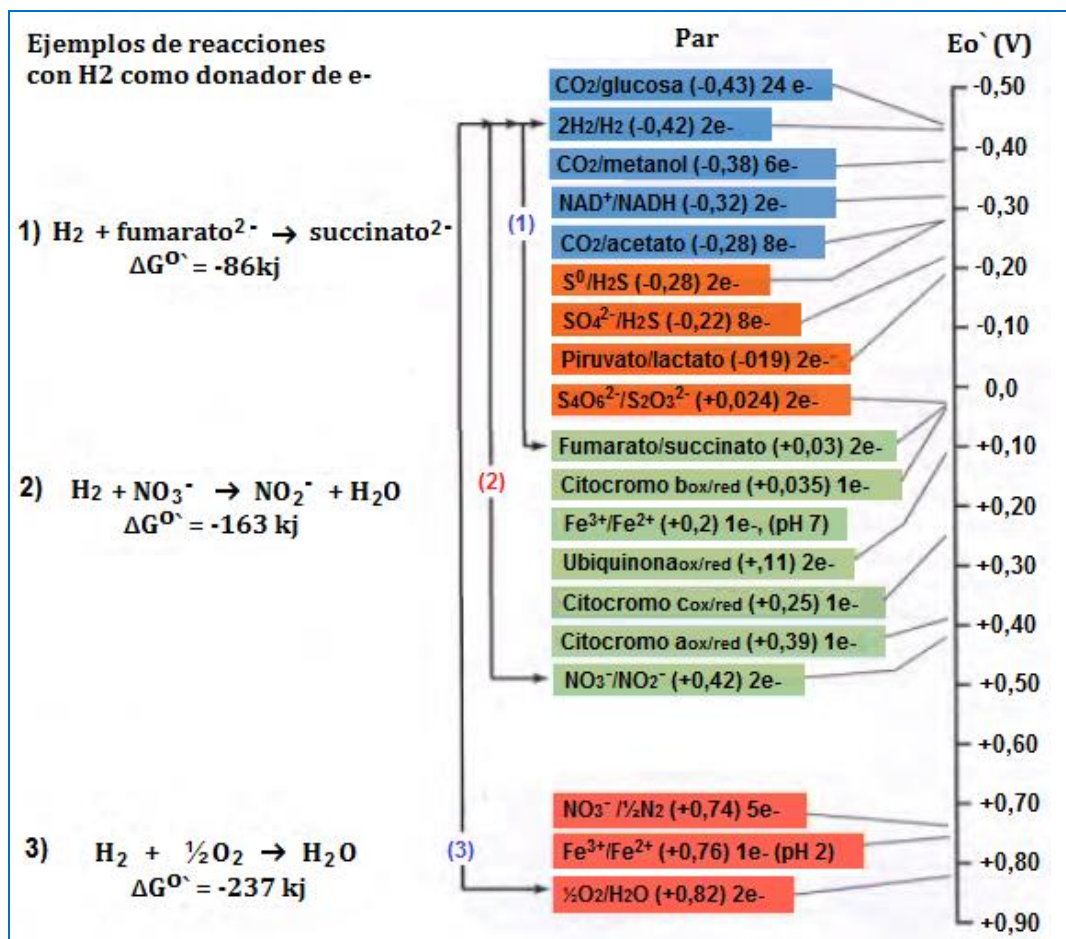 Ejemplos de reacciones
con H2 como donador de e-
Par
Eo` (V)
CO₂/glucosa (-0,43) 24 e-
2H₂/H₂ (-0,42) 2e-
CO₂/metanol (-0,38) 6e-
NAD⁺/NADH (-0,32) 2e-
CO₂/acetato (-0,28) 8e-
S⁰/H₂S (-0,28) 2e-
SO₄²⁻/H₂S (-0,22) 8e-
Piruvato/lactato (-019) 2e-
S₄O₆²⁻/S₂O₃²⁻ (+0,024) 2e-
Fumarato/succinato (+0,03) 2e-
Citocromo box/red (+0,035) 1e-
Fe³⁺/Fe²⁺ (+0,2) 1e-, (pH 7)
Ubiquinonaox/red (+,11) 2e-
Citocromo cox/red (+0,25) 1e-
Citocromo aox/red (+0,39) 1e-
NO₃⁻/NO₂⁻ (+0,42) 2e-
NO₃⁻/½N₂ (+0,74) 5e-
Fe³⁺/Fe²⁺ (+0,76) 1e- (pH 2)
½O₂/H₂O (+0,82) 2e-
1) H₂ + fumarato²⁻ → succinato²⁻
ΔG⁰` = -86kj
2) H₂ + NO₃⁻ → NO₂⁻ + H₂O
ΔG⁰` = -163 kj
3) H₂ + ½O₂ → H₂O
ΔG⁰` = -237 kj
(1)
(2)
(3)
-0,50
-0,40
-0,30
-0,20
-0,10
0,0
+0,10
+0,20
+0,30
+0,40
+0,50
+0,60
+0,70
+0,80
+0,90